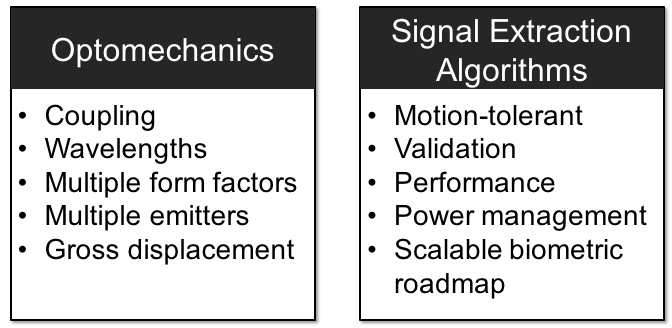 Optomechanics
• Coupling
• Wavelengths
• Multiple form factors
• Multiple emitters
• Gross displacement
Signal Extraction
Algorithms
• Motion-tolerant
• Validation
• Performance
• Power management
• Scalable biometric
roadmap